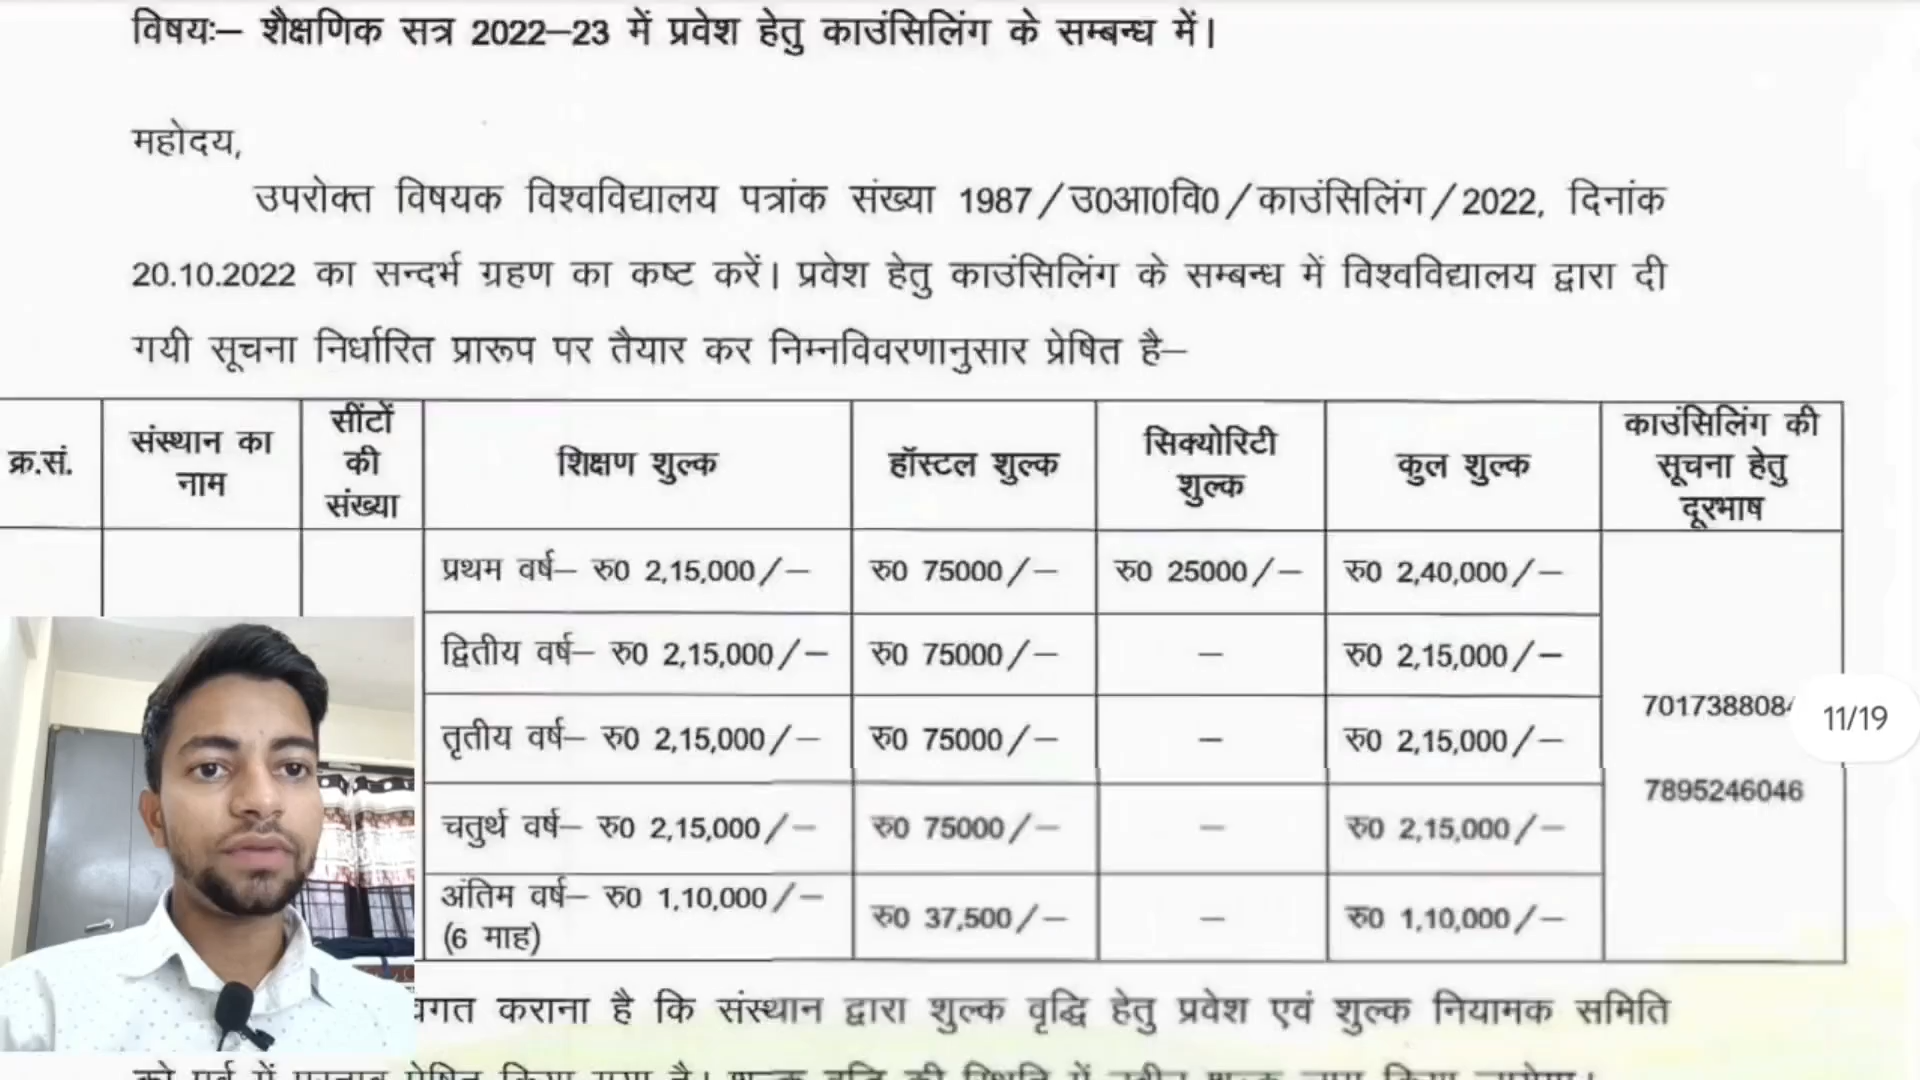 विषयः– शैक्षणिक सत्र 2022–23 में प्रवेश हेतु काउंसिलिंग के सम्बन्ध में।
महोदय,
उपरोक्त विषयक विश्वविद्यालय पत्रांक संख्या 1987/उ0आ0वि0/काउंसिलिंग/2022, दिनांक
20.10.2022 का सन्दर्भ ग्रहण का कष्ट करें। प्रवेश हेतु काउंसिलिंग के सम्बन्ध में विश्वविद्यालय द्वारा दी
गयी सूचना निर्धारित प्रारूप पर तैयार कर निम्नविवरणानुसार प्रेषित है–
क्र.सं. संस्थान का नाम सींटों की संख्या शिक्षण शुल्क हॉस्टल शुल्क सिक्योरिटी शुल्क कुल शुल्क काउंसिलिंग की सूचना हेतु दूरभाष
प्रथम वर्ष– रु0 2,15,000/– रु0 75000/– रु0 25000/– रु0 2,40,000/–
द्वितीय वर्ष– रु0 2,15,000/– रु0 75000/– – रु0 2,15,000/–
701738808
11/19
तृतीय वर्ष– रु0 2,15,000/– रु0 75000/– – रु0 2,15,000/–
7895246046
चतुर्थ वर्ष– रु0 2,15,000/– रु0 75000/– – रु0 2,15,000/–
अंतिम वर्ष– रु0 1,10,000/– (6 माह) रु0 37,500/– – रु0 1,10,000/–
वगत कराना है कि संस्थान द्वारा शुल्क वृद्धि हेतु प्रवेश एवं शुल्क नियामक समिति